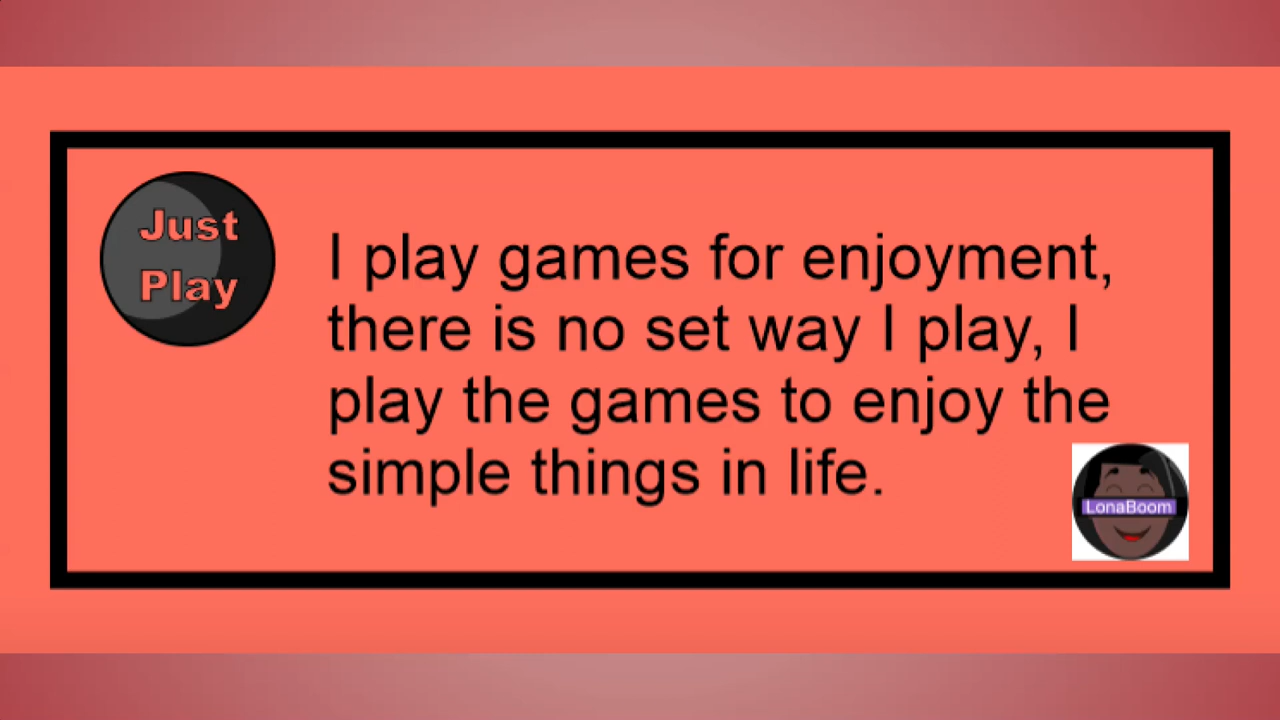 Just
Play
I play games for enjoyment,
there is no set way I play, I
play the games to enjoy the
simple things in life.
LonaBoom